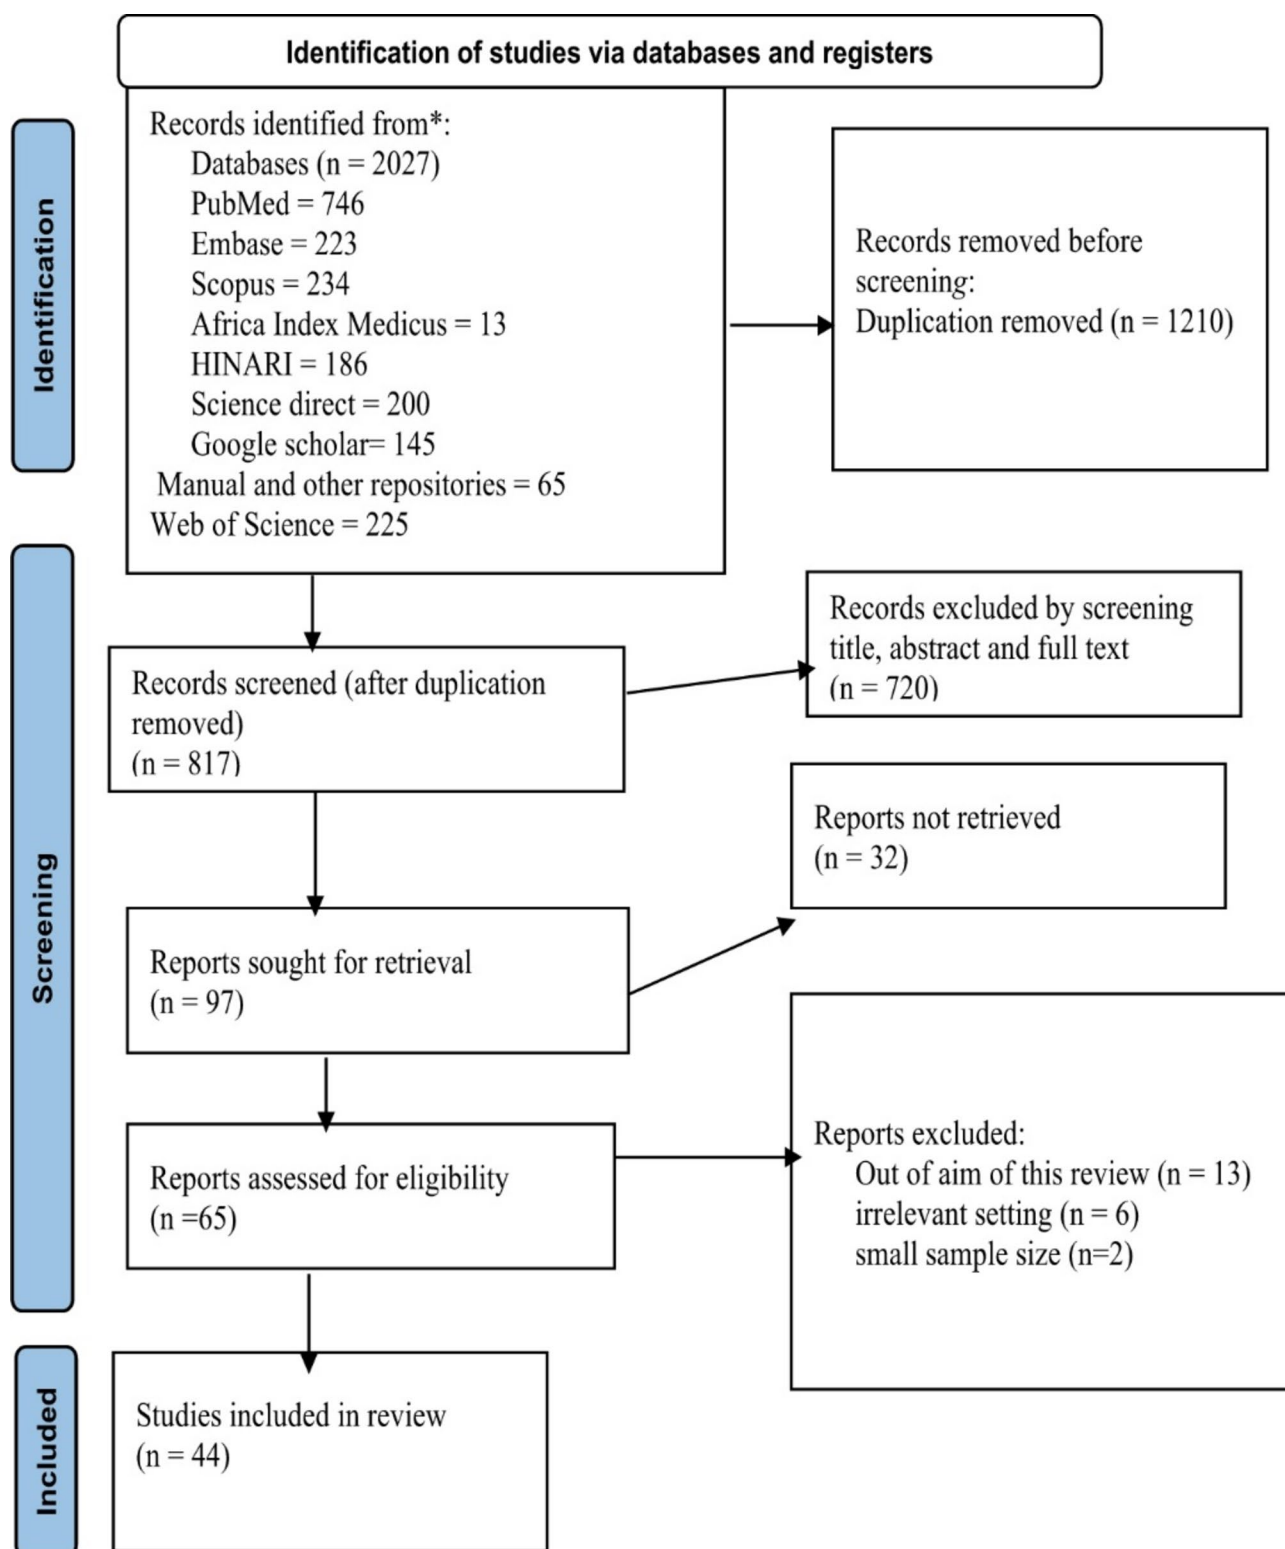 Identification of studies via databases and registers
Identification
Records identified from*:
Databases (n = 2027)
PubMed = 746
Embase = 223
Scopus = 234
Africa Index Medicus = 13
HINARI = 186
Science direct = 200
Google scholar= 145
Manual and other repositories = 65
Web of Science = 225
Records removed before
screening:
Duplication removed (n = 1210)
Screening
Records screened (after duplication
removed)
(n = 817)
Records excluded by screening
title, abstract and full text
(n = 720)
Reports sought for retrieval
(n = 97)
Reports not retrieved
(n = 32)
Reports assessed for eligibility
(n =65)
Reports excluded:
Out of aim of this review (n = 13)
irrelevant setting (n = 6)
small sample size (n=2)
Included
Studies included in review
(n = 44)